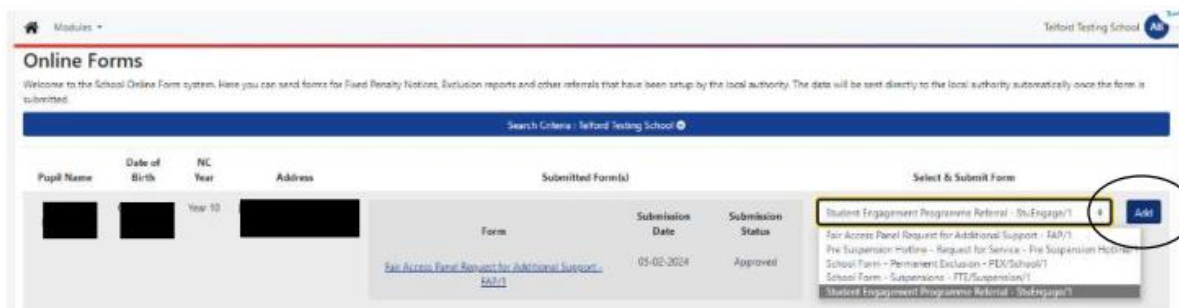 Modules
Telford Testing School AB
Online Forms
Welcome to the School Online Form system. Here you can send forms for Fixed Penalty Notices, Exclusion reports and other referrals that have been setup by the local authority. The data will be sent directly to the local authority automatically once the form is
submitted.
Search Criteria : Telford Testing School
Pupil Name Date of Birth NC Year Address Submitted Form(s) Select & Submit Form
Year 10
Form Submission Date Submission Status
Fair Access Panel Request for Additional Support -
FAP/1
05-02-2024 Approved
Student Engagement Programme Referral - StuEngage/1 Add
Fair Access Panel Request for Additional Support - FAP/1
Pre Suspension Hotline - Request for Service - Pre Suspension Hotline/1
School Form - Permanent Exclusion - PEX/School/1
School Form - Suspensions - FTE/Suspension/1
Student Engagement Programme Referral - StuEngage/1